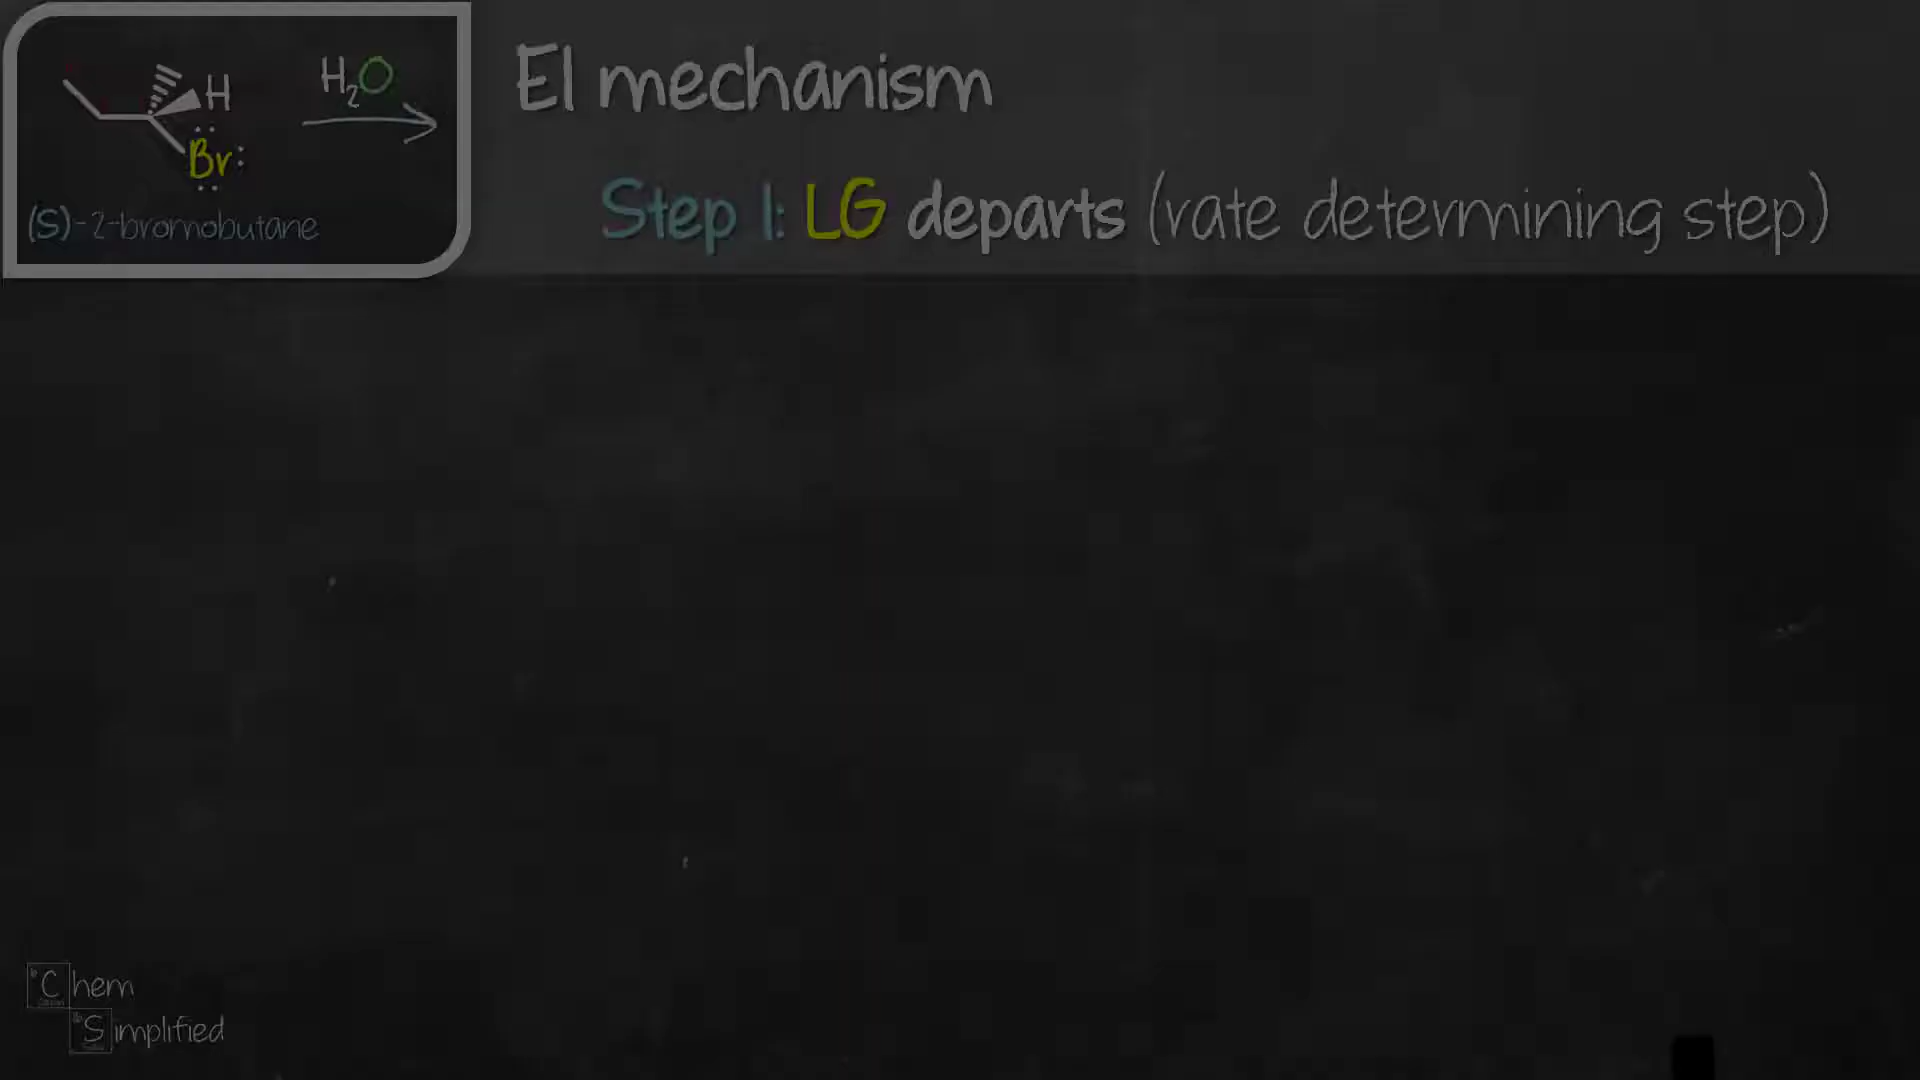 H
H₂O
Br
(S)-2-bromobutane
E1 mechanism
Step 1: LG departs (rate determining step)
Chem
Simplified